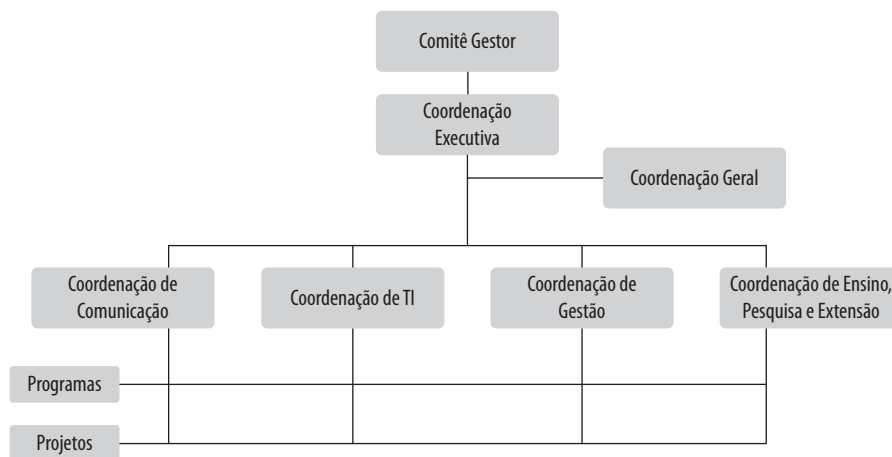 Comitê Gestor
Coordenação
Executiva
Coordenação Geral
Coordenação de
Comunicação
Coordenação de TI
Coordenação de
Gestão
Coordenação de Ensino,
Pesquisa e Extensão
Programas
Projetos